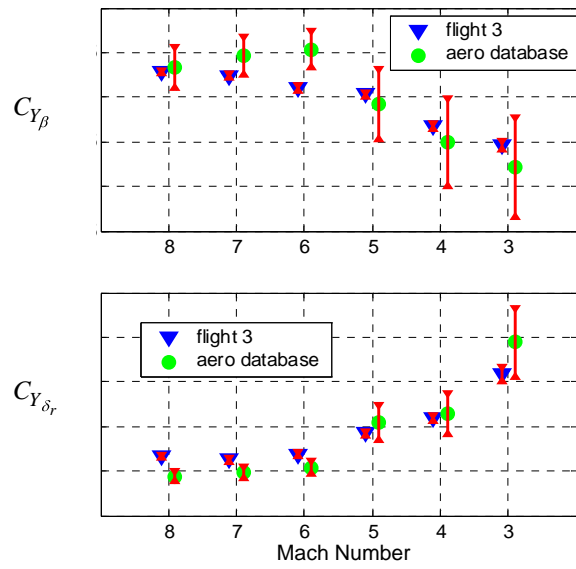 flight 3
aero database
C_{Y_β}
8 7 6 5 4 3
flight 3
aero database
C_{Y_{δ_r}}
8 7 6 5 4 3
Mach Number